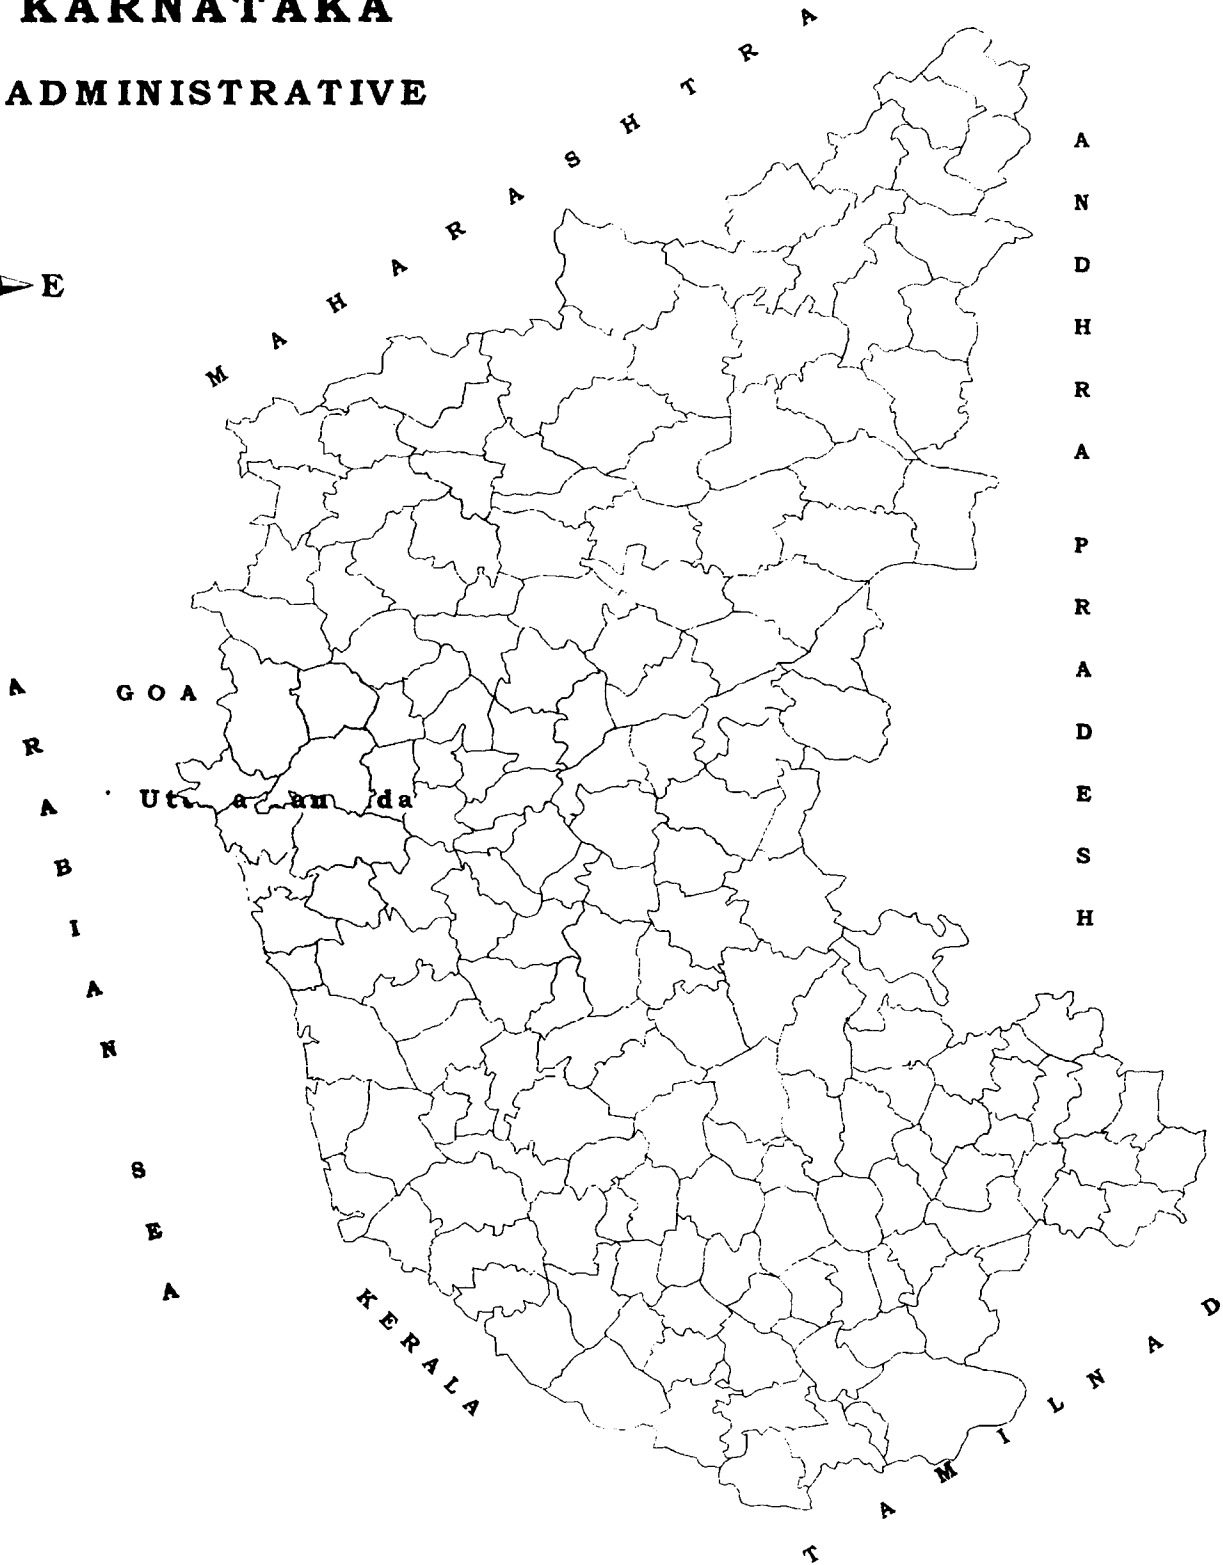 KARNATAKA
ADMINISTRATIVE
E
MAHARASHTRA
ANDHRA PRADESH
GOA
ARABIAN SEA
KERALA
TAMILNAD